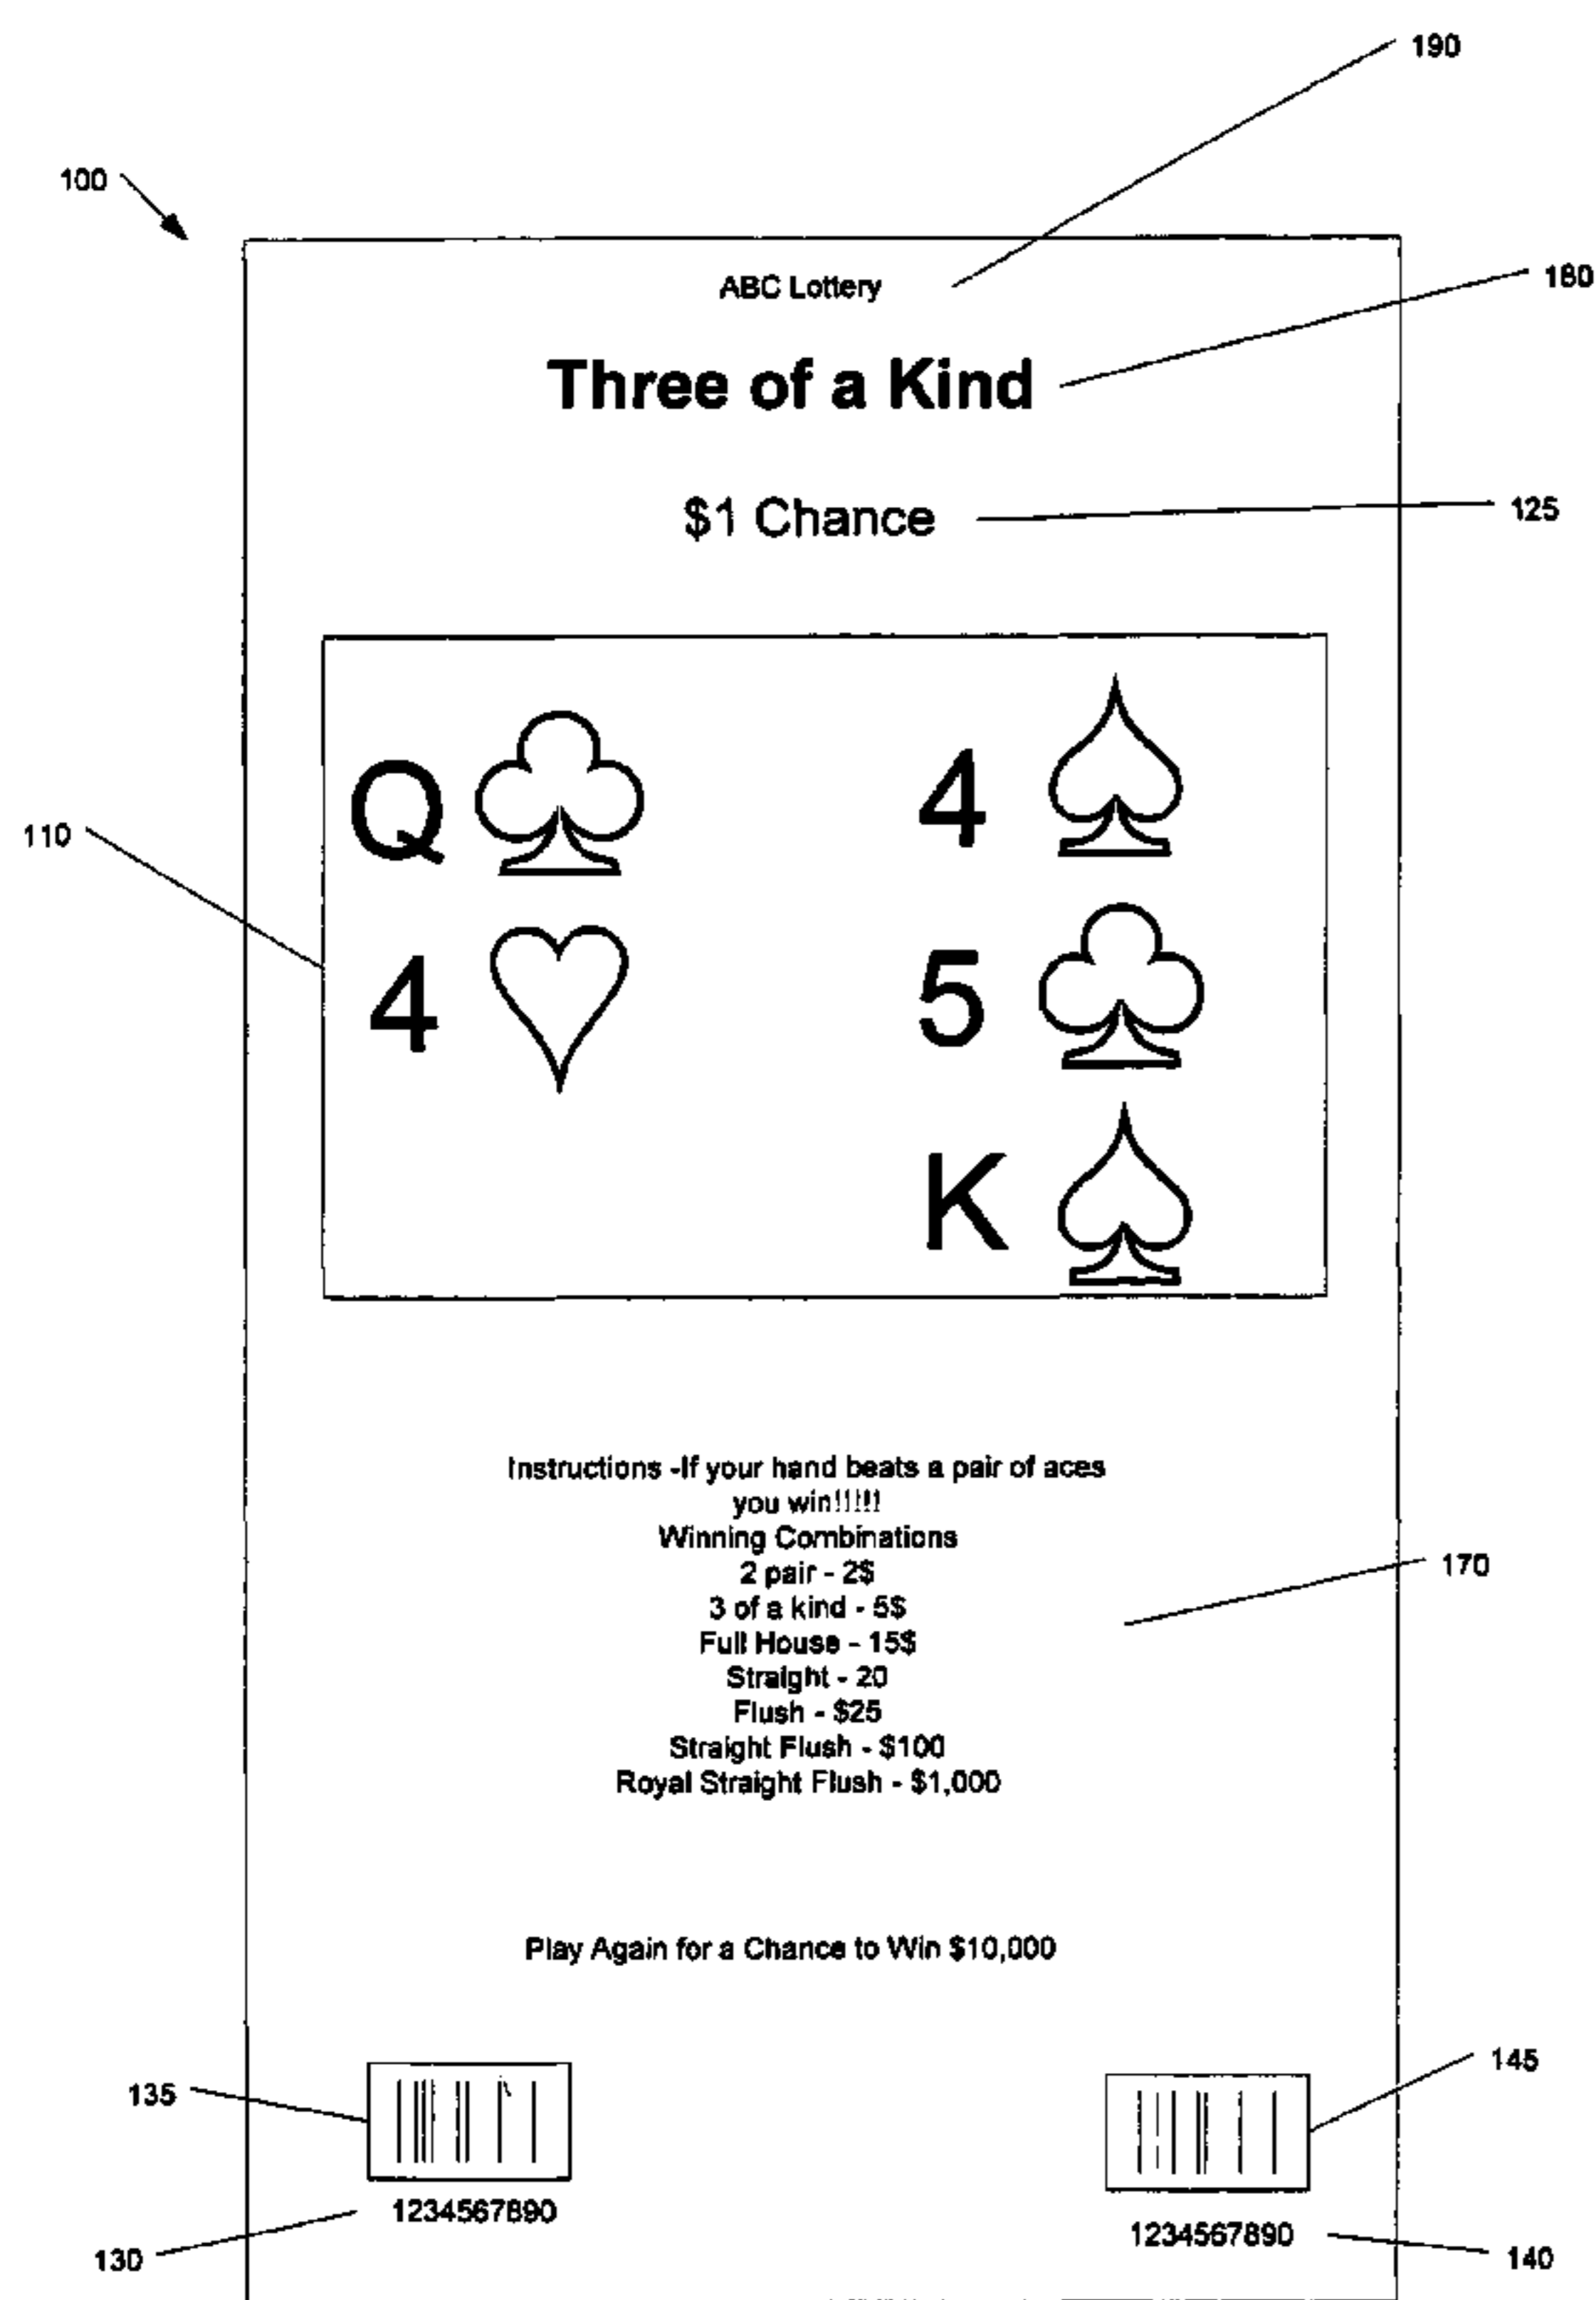 190
100
ABC Lottery
180
Three of a Kind
$1 Chance
125
Q 4
110
4 5
K
Instructions -If your hand beats a pair of aces
you win!!!!!!
Winning Combinations
2 pair - 2$
3 of a kind - 5$
Full House - 15$
Straight - 20
Flush - $25
Straight Flush - $100
Royal Straight Flush - $1,000
170
Play Again for a Chance to Win $10,000
145
135
1234567890
1234567890
130
140